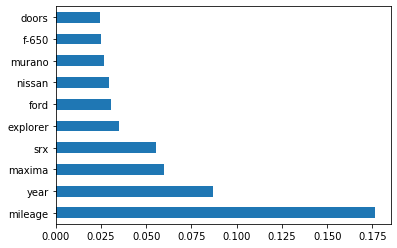 doors
f-650
murano
nissan
ford
explorer
srx
maxima
year
mileage
0.000 0.025 0.050 0.075 0.100 0.125 0.150 0.175